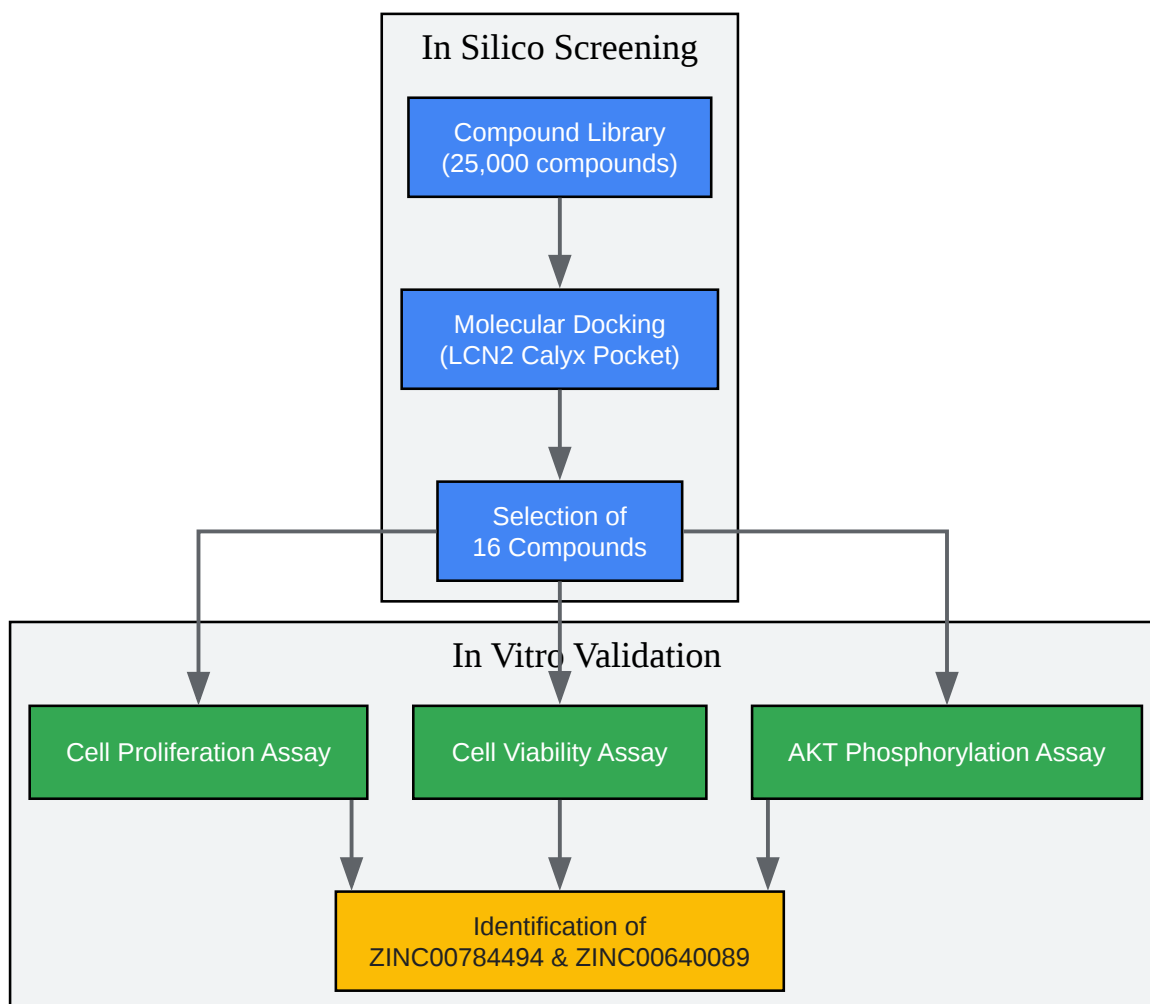 In Silico Screening
Compound Library
(25,000 compounds)
Molecular Docking
(LCN2 Calyx Pocket)
Selection of
16 Compounds
In Vitro Validation
Cell Proliferation Assay
Cell Viability Assay
AKT Phosphorylation Assay
Identification of
ZINC00784494 & ZINC00640089